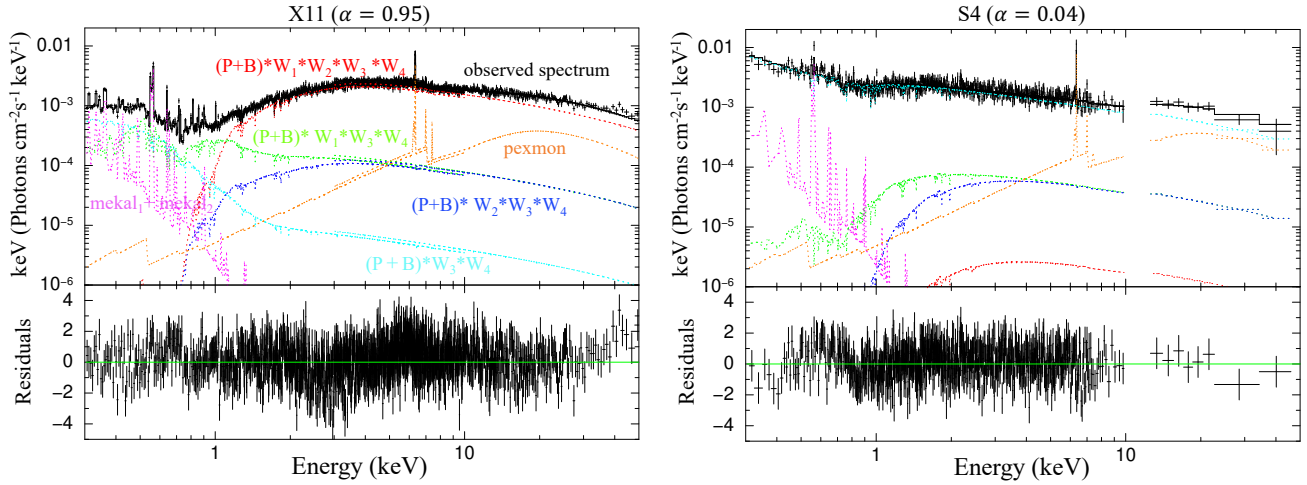 X11 (α = 0.95)
keV (Photons cm⁻²s⁻¹ keV⁻¹)
0.01
10⁻³
10⁻⁴
10⁻⁵
10⁻⁶
(P+B)*W₁*W₂*W₃ *W₄
observed spectrum
(P+B)* W₁*W₃*W₄
pexmon
mekal₁+ mekal₂
(P+B)* W₂*W₃*W₄
(P + B)*W₃*W₄
Residuals
4
2
0
−2
−4
1
10
Energy (keV)
S4 (α = 0.04)
keV (Photons cm⁻²s⁻¹ keV⁻¹)
0.01
10⁻³
10⁻⁴
10⁻⁵
10⁻⁶
Residuals
4
2
0
−2
−4
1
10
Energy (keV)